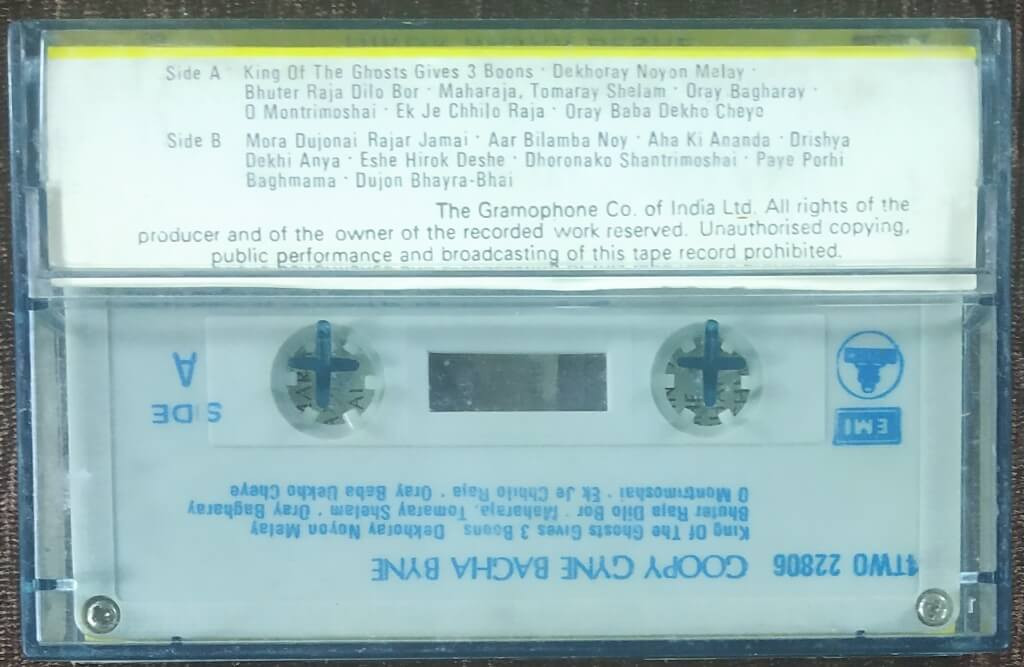 Side A King Of The Ghosts Gives 3 Boons · Dekhoray Noyon Melay ·
Bhuter Raja Dilo Bor · Maharaja, Tomaray Shelam · Oray Bagharay ·
O Montrimoshai · Ek Je Chhilo Raja · Oray Baba Dekho Cheye
Side B Mora Dujonai Rajar Jamai · Aar Bilamba Noy · Aha Ki Ananda · Drishya
Dekhi Anya · Eshe Hirok Deshe · Dhoronako Shantrimoshai · Paye Porhi
Baghmama · Dujon Bhayra-Bhai
The Gramophone Co. of India Ltd. All rights of the
producer and of the owner of the recorded work reserved. Unauthorised copying,
public performance and broadcasting of this tape record prohibited.
4TWO 22806 GOOPY GYNE BAGHA BYNE
King Of The Ghosts Gives 3 Boons · Dekhoray Noyon Melay
Bhuter Raja Dilo Bor · Maharaja, Tomaray Shelam · Oray Bagharay
O Montrimoshai · Ek Je Chhilo Raja · Oray Baba Dekho Cheye
EMI
SIDE
A